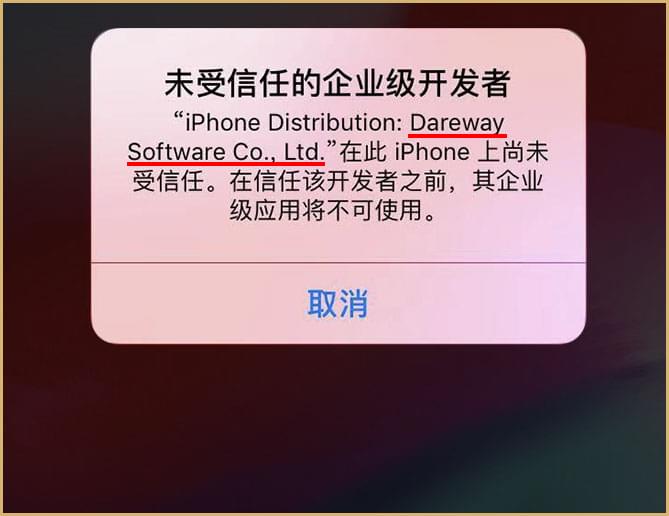 未受信任的企业级开发者
“iPhone Distribution: Dareway
Software Co., Ltd.”在此 iPhone 上尚未
受信任。在信任该开发者之前，其企业
级应用将不可使用。
取消